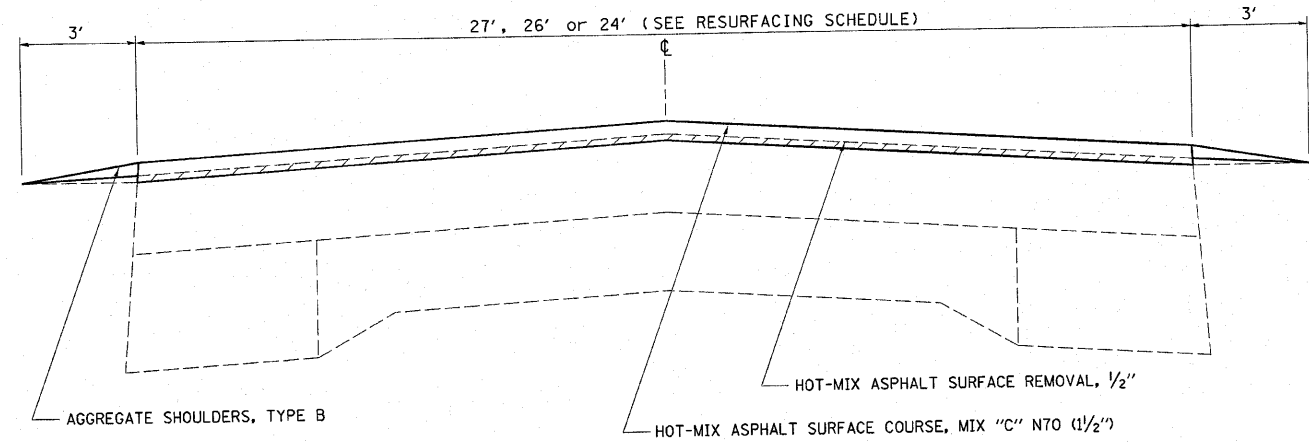 3'
27', 26' or 24' (SEE RESURFACING SCHEDULE)
3'
℄
HOT-MIX ASPHALT SURFACE REMOVAL, 1/2"
AGGREGATE SHOULDERS, TYPE B
HOT-MIX ASPHALT SURFACE COURSE, MIX "C" N70 (1 1/2")